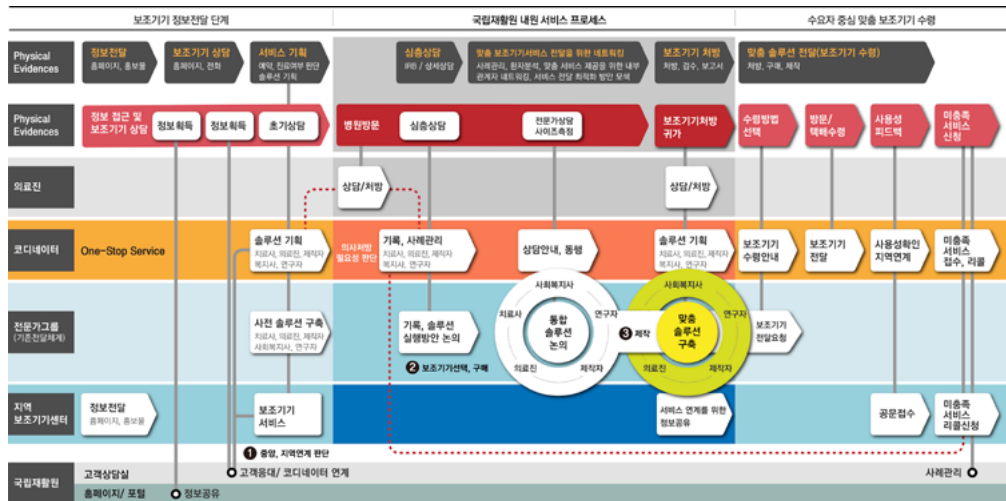 보조기기 정보전달 단계
국립재활원 내원 서비스 프로세스
수요자 중심 맞춤 보조기기 수령
Physical
Evidences
정보전달
홈페이지, 홍보물
보조기기 상담
홈페이지, 전화
서비스 기획
예약, 진료여부 판단
솔루션 기획
심층상담
IRB / 상세상담
맞춤 보조기기서비스 전달을 위한 네트워킹
사례관리, 환자분석, 맞춤 서비스 제공을 위한 내부
관계자 네트워킹, 서비스 전달 최적화 방안 모색
보조기기 처방
처방, 검수, 보고서
맞춤 솔루션 전달(보조기기 수령)
처방, 구매, 제작
Physical
Evidences
정보 접근 및
보조기기 상담
정보획득
정보획득
초기상담
병원방문
심층상담
전문가상담
사이즈측정
보조기기처방
귀가
수령방법
선택
방문/
택배수령
사용성
피드백
미충족
서비스
신청
의료진
상담/처방
상담/처방
코디네이터
One-Stop Service
솔루션 기획
치료사, 의료진, 제작자
복지사, 연구자
의사처방
필요성 판단
기록, 사례관리
치료사, 의료진, 제작자
복지사, 연구자
상담안내, 동행
솔루션 기획
치료사, 의료진, 제작자
복지사, 연구자
보조기기
수령안내
보조기기
전달
사용성확인
지역연계
미충족
서비스
접수, 리콜
전문가그룹
(기존전달체계)
사전 솔루션 구축
치료사, 의료진, 제작자
사회복지사, 연구자
기록, 솔루션
실행방안 논의
❷ 보조기기선택, 구매
사회복지사
치료사
연구자
통합
솔루션
논의
의료진
제작자
❸ 제작
사회복지사
연구자
맞춤
솔루션
구축
의료진
제작자
보조기기
전달요청
지역
보조기기센터
정보전달
홈페이지, 홍보물
보조기기
서비스
서비스 연계를 위한
정보공유
공문접수
미충족
서비스
리콜신청
❶ 중앙, 지역연계 판단
국립재활원
고객상담실
고객응대/ 코디네이터 연계
사례관리
홈페이지/ 포털
정보공유